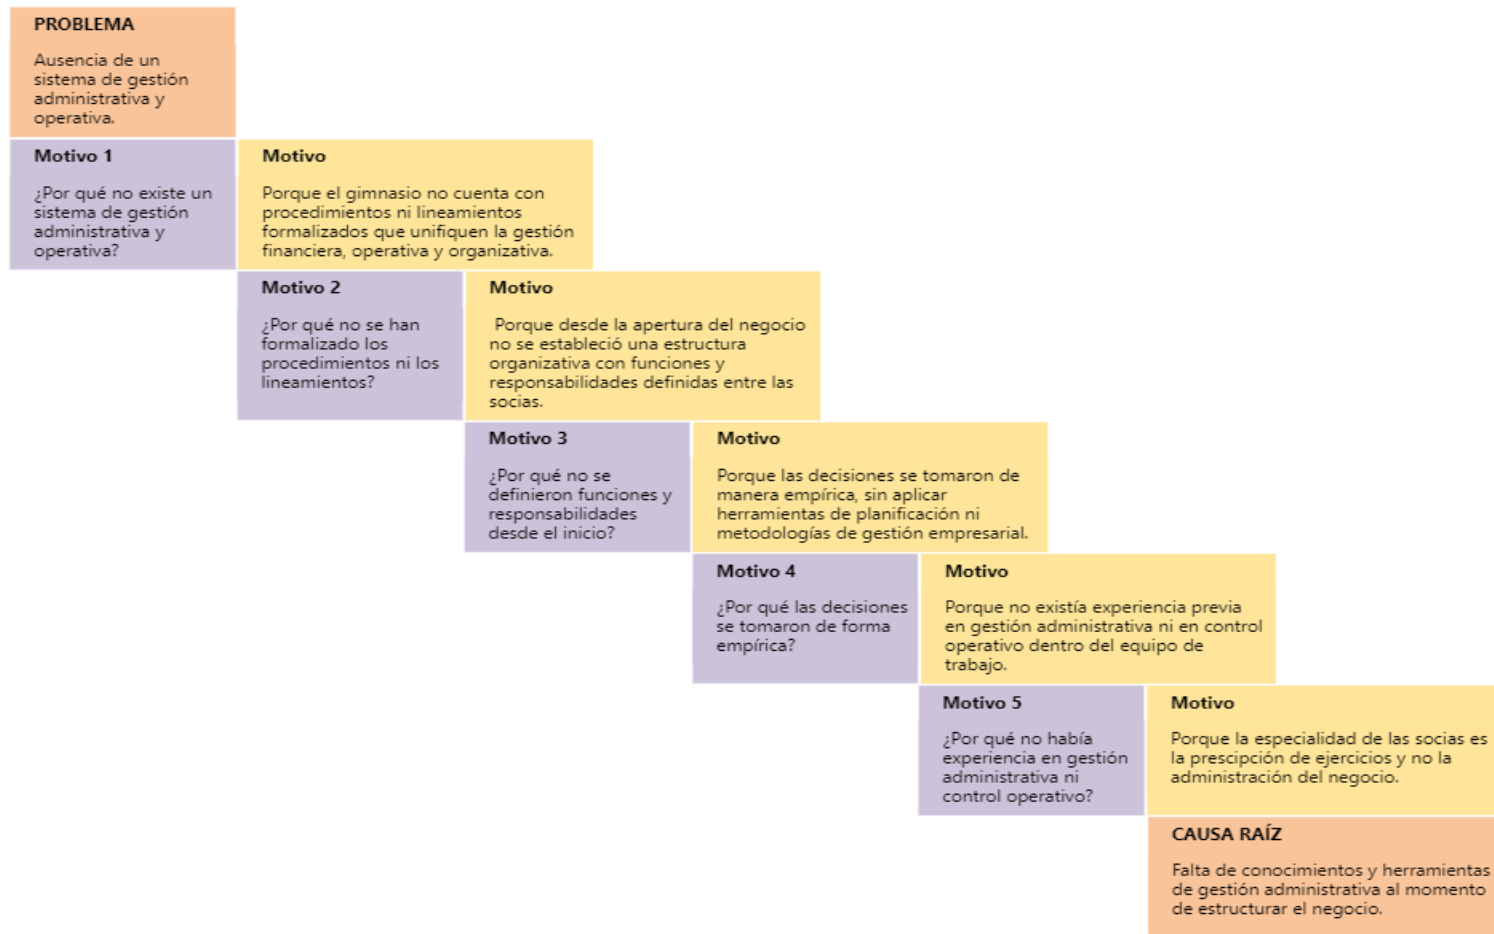 PROBLEMA
Ausencia de un
sistema de gestión
administrativa y
operativa.
Motivo 1
¿Por qué no existe un
sistema de gestión
administrativa y
operativa?
Motivo
Porque el gimnasio no cuenta con
procedimientos ni lineamientos
formalizados que unifiquen la gestión
financiera, operativa y organizativa.
Motivo 2
¿Por qué no se han
formalizado los
procedimientos ni los
lineamientos?
Motivo
Porque desde la apertura del negocio
no se estableció una estructura
organizativa con funciones y
responsabilidades definidas entre las
socias.
Motivo 3
¿Por qué no se
definieron funciones y
responsabilidades
desde el inicio?
Motivo
Porque las decisiones se tomaron de
manera empírica, sin aplicar
herramientas de planificación ni
metodologías de gestión empresarial.
Motivo 4
¿Por qué las decisiones
se tomaron de forma
empírica?
Motivo
Porque no existía experiencia previa
en gestión administrativa ni en control
operativo dentro del equipo de
trabajo.
Motivo 5
¿Por qué no había
experiencia en gestión
administrativa ni
control operativo?
Motivo
Porque la especialidad de las socias es
la prescipción de ejercicios y no la
administración del negocio.
CAUSA RAÍZ
Falta de conocimientos y herramientas
de gestión administrativa al momento
de estructurar el negocio.